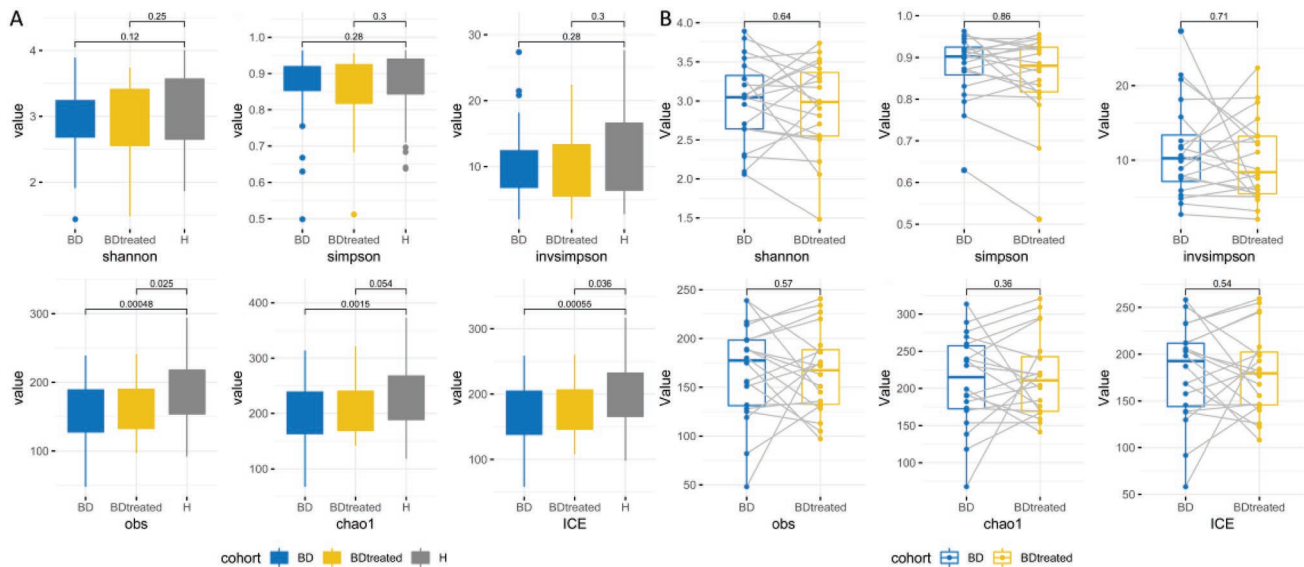 A
0.25
0.12
4
3
2
value
BD BDtreated H
shannon
0.3
0.28
0.9
0.8
0.7
0.6
0.5
value
BD BDtreated H
simpson
0.3
0.28
30
20
10
value
BD BDtreated H
invsimpson
0.025
0.00048
300
200
100
value
BD BDtreated H
obs
0.054
0.0015
400
300
200
100
value
BD BDtreated H
chao1
0.036
0.00055
300
200
100
value
BD BDtreated H
ICE
cohort BD BDtreated H
B
0.64
4.0
3.5
3.0
2.5
2.0
1.5
Value
BD BDtreated
shannon
0.86
1.0
0.9
0.8
0.7
0.6
0.5
Value
BD BDtreated
simpson
0.71
20
10
Value
BD BDtreated
invsimpson
0.57
250
200
150
100
50
Value
BD BDtreated
obs
0.36
300
250
200
150
100
Value
BD BDtreated
chao1
0.54
250
200
150
100
50
Value
BD BDtreated
ICE
cohort BD BDtreated